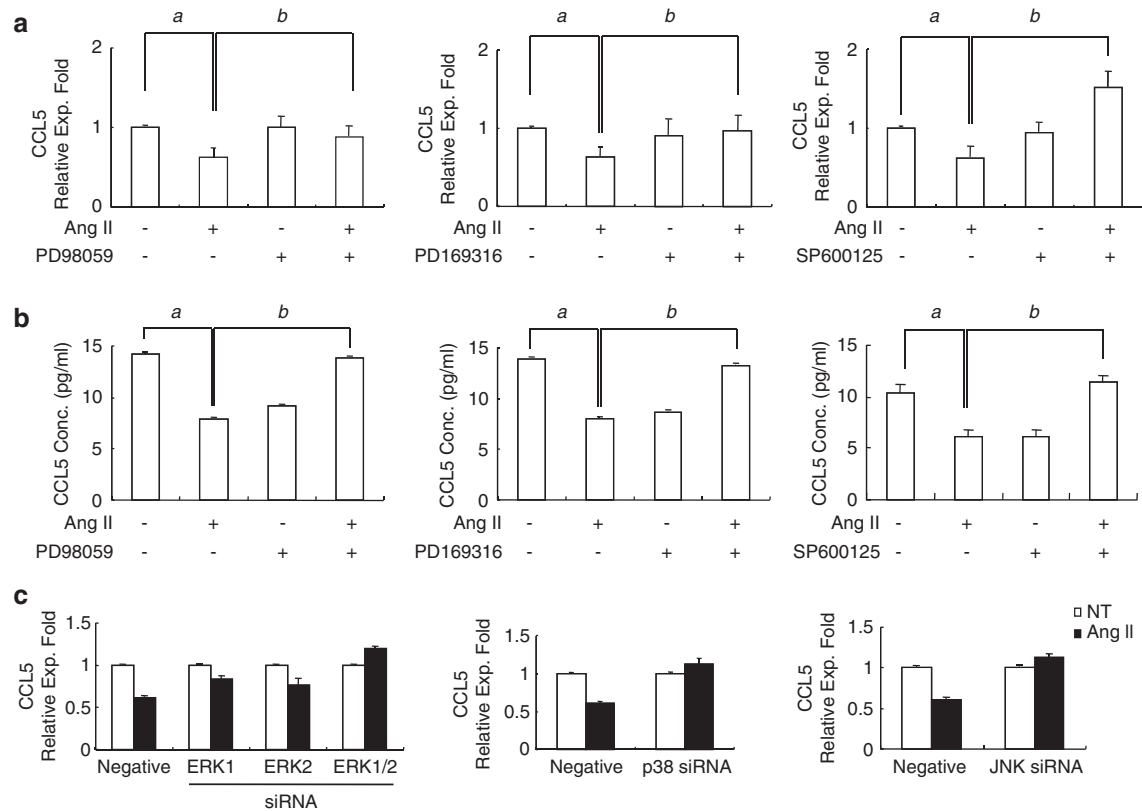 a
a b
CCL5
Relative Exp. Fold
2
1
0
Ang II - + - +
PD98059 - - + +
a b
CCL5
Relative Exp. Fold
2
1
0
Ang II - + - +
PD169316 - - + +
a b
CCL5
Relative Exp. Fold
2
1
0
Ang II - + - +
SP600125 - - + +
b
a b
CCL5 Conc. (pg/ml)
15
10
5
0
Ang II - + - +
PD98059 - - + +
a b
CCL5 Conc. (pg/ml)
15
10
5
0
Ang II - + - +
PD169316 - - + +
a b
CCL5 Conc. (pg/ml)
15
10
5
0
Ang II - + - +
SP600125 - - + +
c
CCL5
Relative Exp. Fold
1.5
1
0.5
0
Negative ERK1 ERK2 ERK1/2
siRNA
CCL5
Relative Exp. Fold
1.5
1
0.5
0
Negative p38 siRNA
CCL5
Relative Exp. Fold
1.5
1
0.5
0
Negative JNK siRNA
NT
Ang II